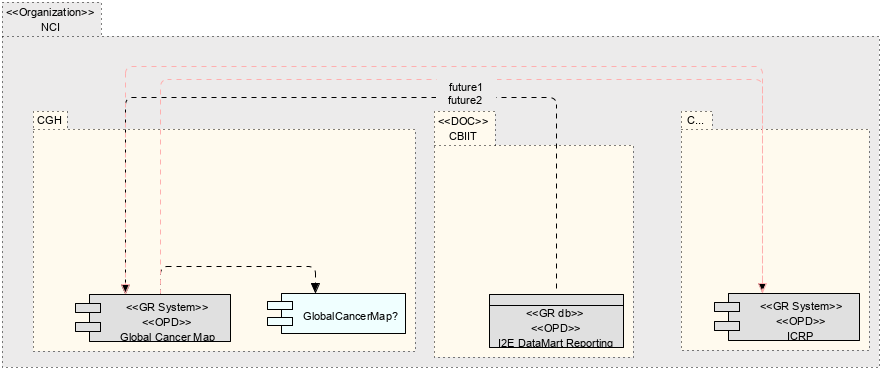 <<Organization>>
NCI
future1
future2
CGH
<<DOC>>
CBIIT
C...
<<GR System>>
<<OPD>>
Global Cancer Map
GlobalCancerMap?
<<GR db>>
<<OPD>>
I2E DataMart Reporting
<<GR System>>
<<OPD>>
ICRP